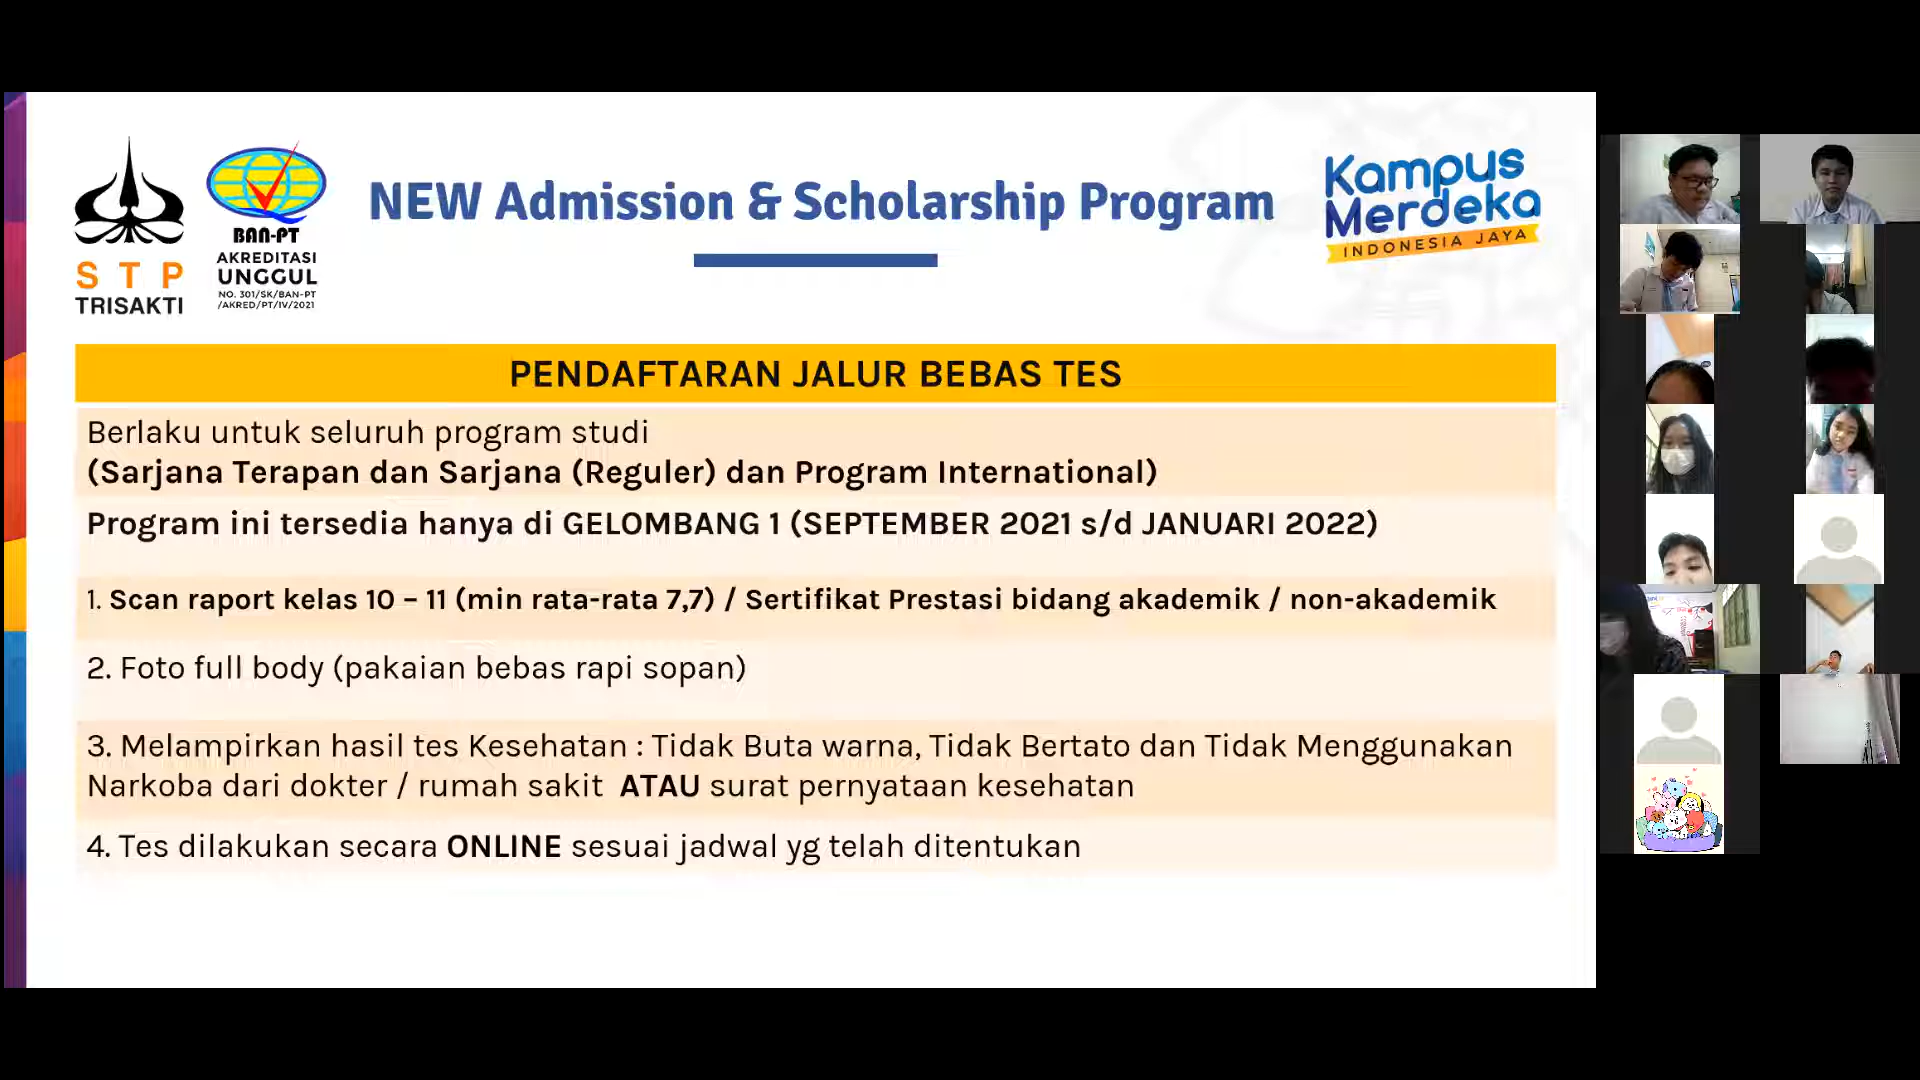 STP
TRISAKTI
BAN-PT
AKREDITASI
UNGGUL
NO. 301/SK/BAN-PT
/AKRED/PT/IV/2021
NEW Admission & Scholarship Program
Kampus
Merdeka
INDONESIA JAYA
PENDAFTARAN JALUR BEBAS TES
Berlaku untuk seluruh program studi
(Sarjana Terapan dan Sarjana (Reguler) dan Program International)
Program ini tersedia hanya di GELOMBANG 1 (SEPTEMBER 2021 s/d JANUARI 2022)
1. Scan raport kelas 10 – 11 (min rata-rata 7,7) / Sertifikat Prestasi bidang akademik / non-akademik
2. Foto full body (pakaian bebas rapi sopan)
3. Melampirkan hasil tes Kesehatan : Tidak Buta warna, Tidak Bertato dan Tidak Menggunakan
Narkoba dari dokter / rumah sakit ATAU surat pernyataan kesehatan
4. Tes dilakukan secara ONLINE sesuai jadwal yg telah ditentukan